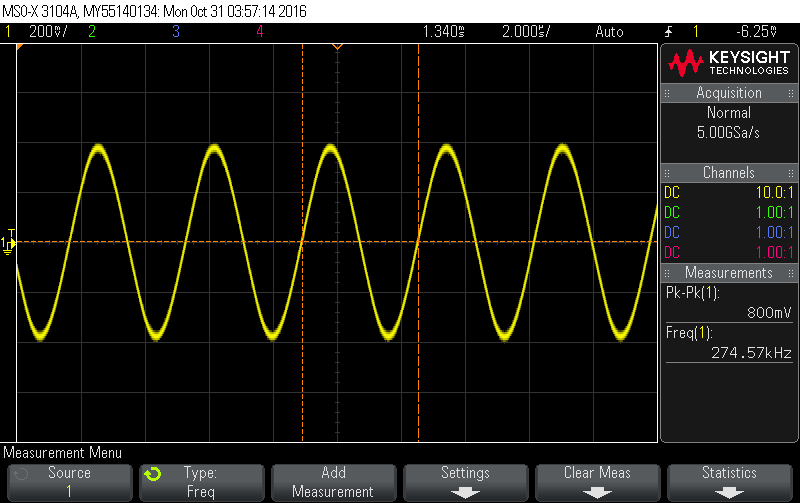 MSO-X 3104A, MY55140134: Mon Oct 31 03:57:14 2016
1 200mV/ 2 3 4 1.340ms 2.000us/ Auto 1 -6.25mV
KEYSIGHT
TECHNOLOGIES
Acquisition
Normal
5.00GSa/s
Channels
DC 10.0:1
DC 1.00:1
DC 1.00:1
DC 1.00:1
Measurements
Pk-Pk(1):
800mV
Freq(1):
274.57kHz
T
1
Measurement Menu
Source
1
Type:
Freq
Add
Measurement
Settings
Clear Meas
Statistics